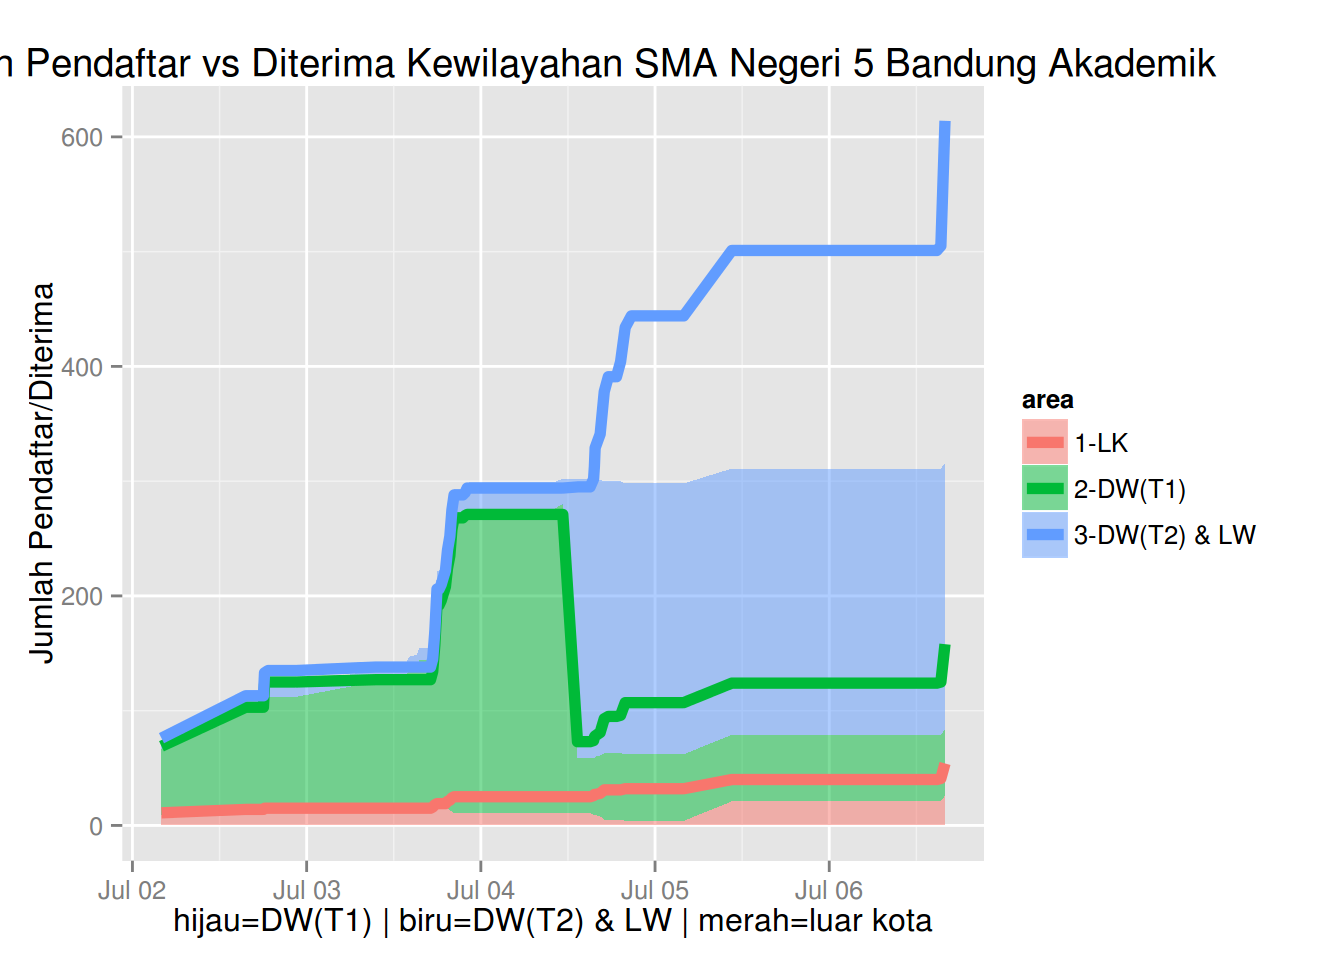 Pendaftar vs Diterima Kewilayahan SMA Negeri 5 Bandung Akademik
600
400
200
0
Jumlah Pendaftar/Diterima
Jul 02
Jul 03
Jul 04
Jul 05
Jul 06
hijau=DW(T1) | biru=DW(T2) & LW | merah=luar kota
area
1-LK
2-DW(T1)
3-DW(T2) & LW